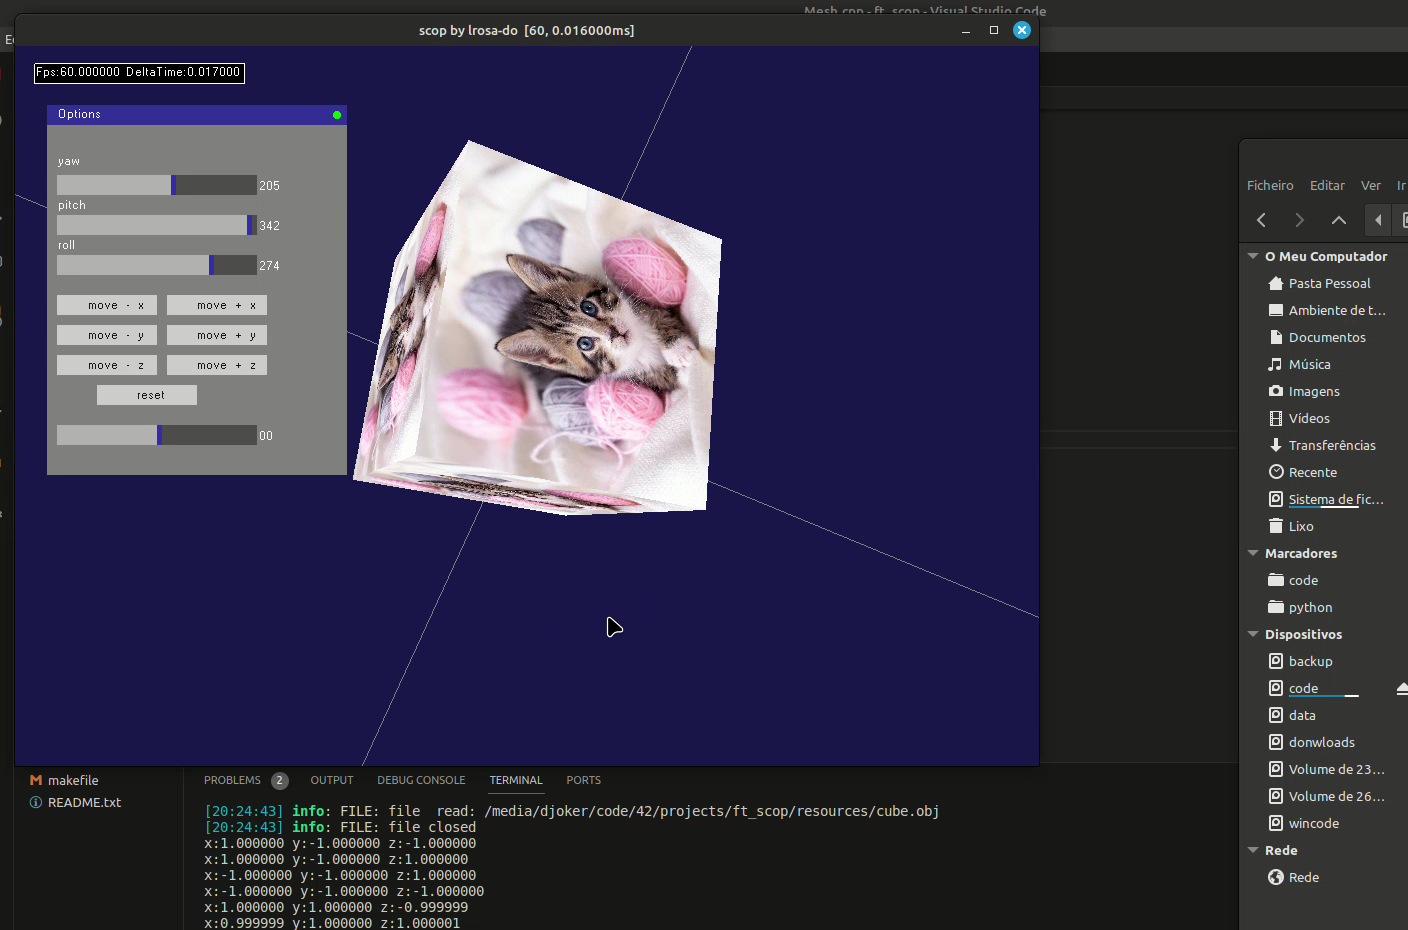 Mesh.cpp - ft_scop - Visual Studio Code
scop by lrosa-do [60, 0.016000ms]
Fps:60.000000 DeltaTime:0.017000
Options
yaw
205
pitch
342
roll
274
move - x move + x
move - y move + y
move - z move + z
reset
00
Ficheiro Editar Ver Ir
O Meu Computador
Pasta Pessoal
Ambiente de t...
Documentos
Música
Imagens
Vídeos
Transferências
Recente
Sistema de fic...
Lixo
Marcadores
code
python
Dispositivos
backup
code
data
donwloads
Volume de 23...
Volume de 26...
wincode
Rede
Rede
makefile
README.txt
PROBLEMS 2 OUTPUT DEBUG CONSOLE TERMINAL PORTS
[20:24:43] info: FILE: file read: /media/djoker/code/42/projects/ft_scop/resources/cube.obj
[20:24:43] info: FILE: file closed
x:1.000000 y:-1.000000 z:-1.000000
x:1.000000 y:-1.000000 z:1.000000
x:-1.000000 y:-1.000000 z:1.000000
x:-1.000000 y:-1.000000 z:-1.000000
x:1.000000 y:1.000000 z:-0.999999
x:0.999999 y:1.000000 z:1.000001